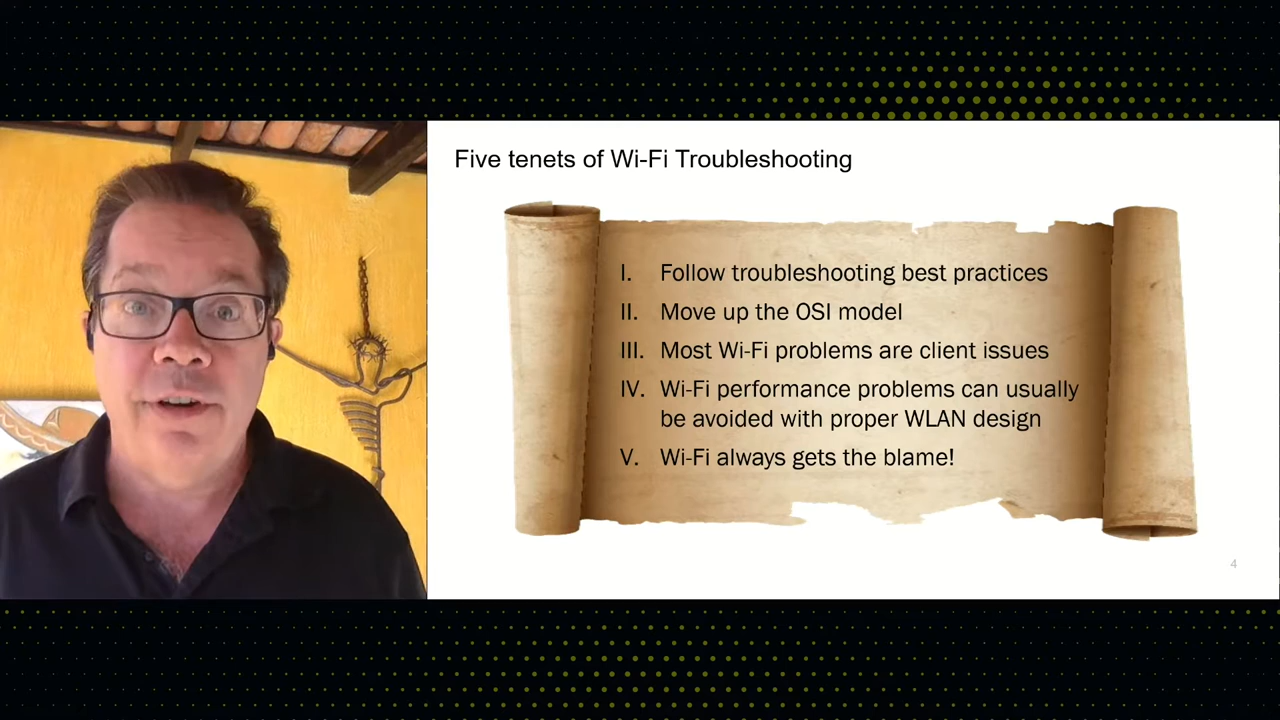 Five tenets of Wi-Fi Troubleshooting
I. Follow troubleshooting best practices
II. Move up the OSI model
III. Most Wi-Fi problems are client issues
IV. Wi-Fi performance problems can usually
be avoided with proper WLAN design
V. Wi-Fi always gets the blame!
4